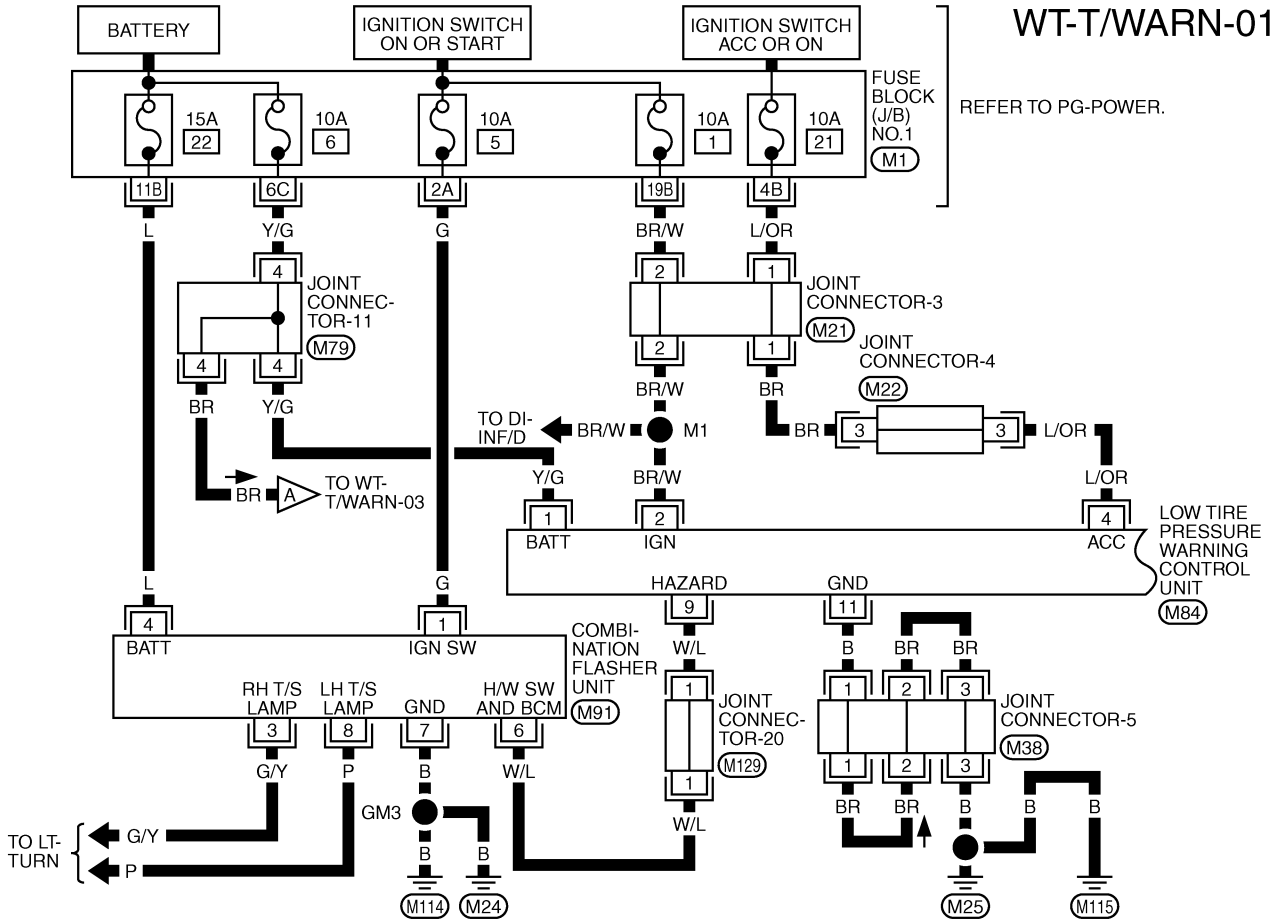 WT-T/WARN-01
BATTERY
IGNITION SWITCH
ON OR START
IGNITION SWITCH
ACC OR ON
FUSE
BLOCK
(J/B)
NO.1
M1
REFER TO PG-POWER.
15A
22
10A
6
10A
5
10A
1
10A
21
11B
6C
2A
19B
4B
L
Y/G
G
BR/W
L/OR
4
JOINT
CONNEC-
TOR-11
M79
4
4
2
1
JOINT
CONNECTOR-3
M21
2
1
JOINT
CONNECTOR-4
M22
BR
Y/G
BR/W
BR
TO DI-
INF/D
BR/W
M1
BR
3
3
L/OR
BR
A
TO WT-
T/WARN-03
Y/G
BR/W
L/OR
1
2
4
BATT
IGN
ACC
LOW TIRE
PRESSURE
WARNING
CONTROL
UNIT
M84
HAZARD
GND
9
11
L
G
4
1
BATT
IGN SW
COMBI-
NATION
FLASHER
UNIT
M91
RH T/S
LAMP
LH T/S
LAMP
GND
H/W SW
AND BCM
3
8
7
6
W/L
B
BR
BR
1
1
2
3
JOINT
CONNEC-
TOR-20
M129
JOINT
CONNECTOR-5
M38
1
1
2
3
G/Y
P
B
W/L
W/L
BR
BR
B
B
B
GM3
TO LT-
TURN
G/Y
P
B
B
M114
M24
M25
M115